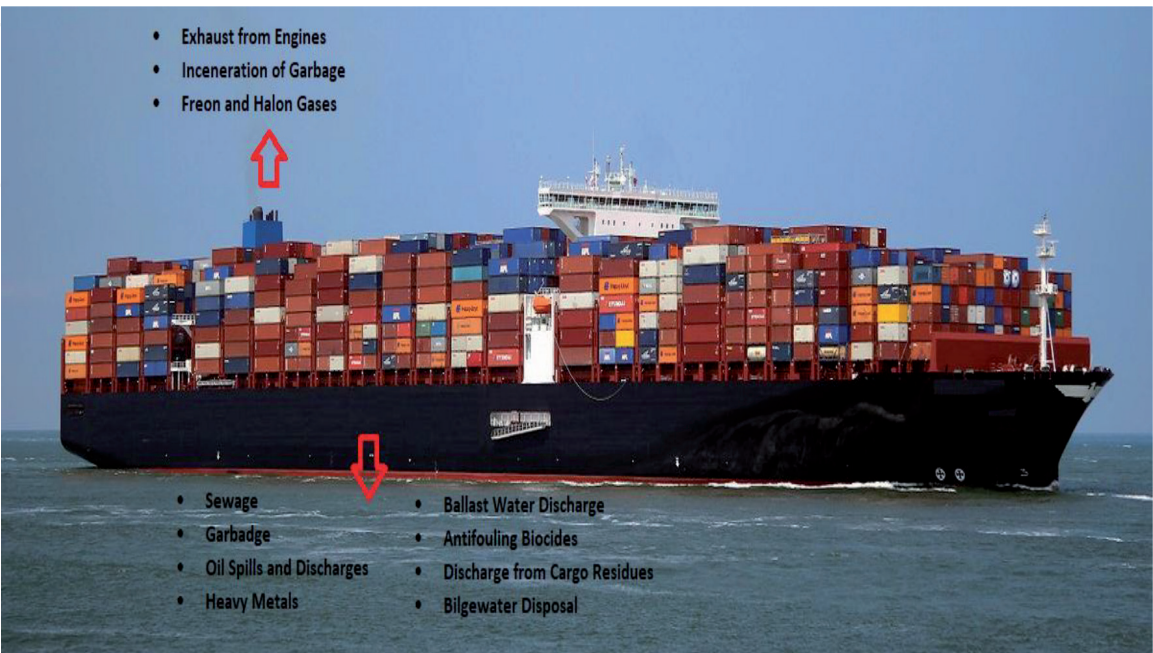 • Exhaust from Engines
• Inceneration of Garbage
• Freon and Halon Gases
• Sewage
• Garbadge
• Oil Spills and Discharges
• Heavy Metals
• Ballast Water Discharge
• Antifouling Biocides
• Discharge from Cargo Residues
• Bilgewater Disposal